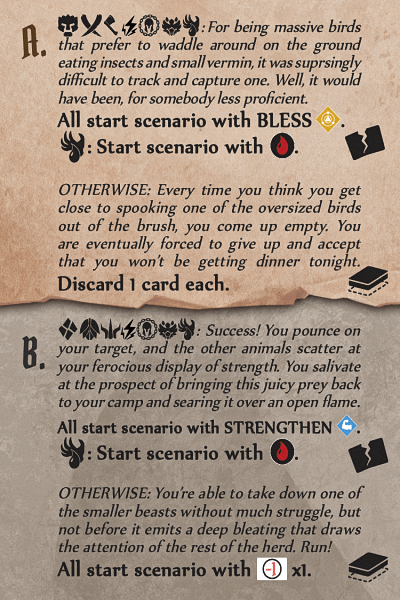 A.
: For being massive birds
that prefer to waddle around on the ground
eating insects and small vermin, it was suprsingly
difficult to track and capture one. Well, it would
have been, for somebody less proficient.
All start scenario with BLESS .
: Start scenario with .
OTHERWISE: Every time you think you get
close to spooking one of the oversized birds
out of the brush, you come up empty. You
are eventually forced to give up and accept
that you won't be getting dinner tonight.
Discard 1 card each.
B.
: Success! You pounce on
your target, and the other animals scatter at
your ferocious display of strength. You salivate
at the prospect of bringing this juicy prey back
to your camp and searing it over an open flame.
All start scenario with STRENGTHEN .
: Start scenario with .
OTHERWISE: You're able to take down one of
the smaller beasts without much struggle, but
not before it emits a deep bleating that draws
the attention of the rest of the herd. Run!
All start scenario with -1 x1.